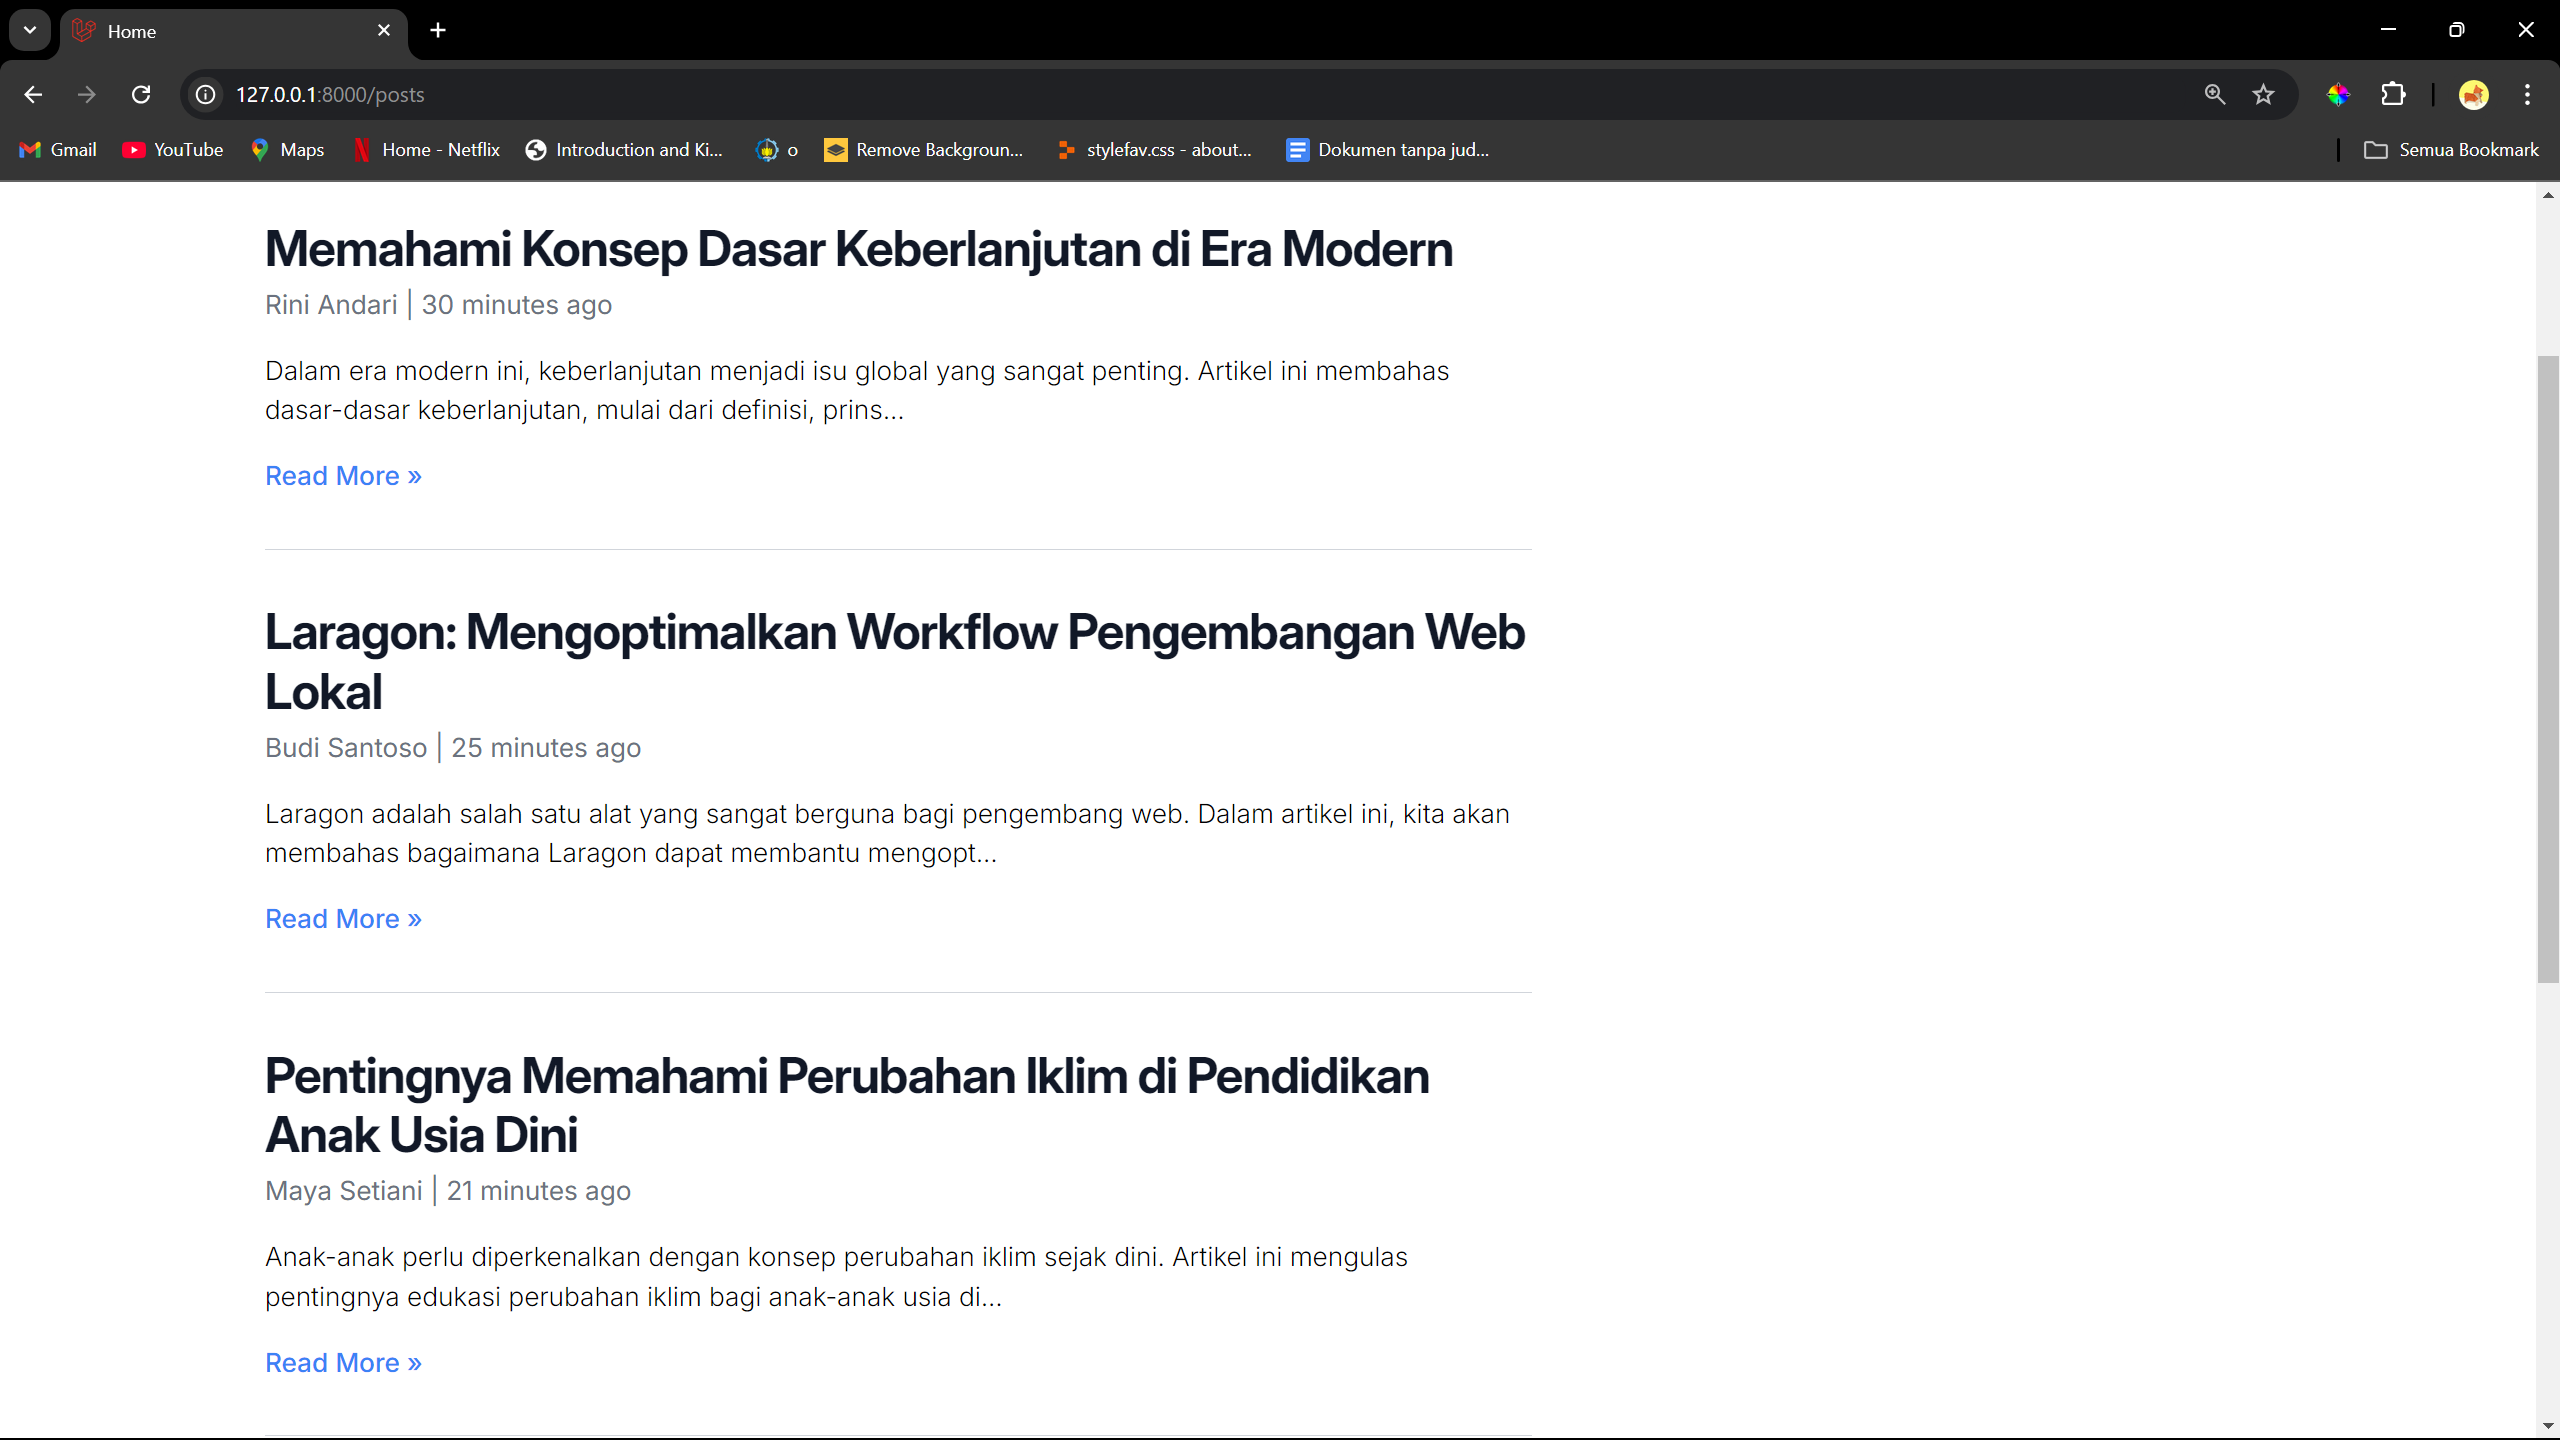 Home
127.0.0.1:8000/posts
Gmail YouTube Maps Home - Netflix Introduction and Ki... o Remove Backgroun... stylefav.css - about... Dokumen tanpa jud... Semua Bookmark
Memahami Konsep Dasar Keberlanjutan di Era Modern
Rini Andari | 30 minutes ago
Dalam era modern ini, keberlanjutan menjadi isu global yang sangat penting. Artikel ini membahas
dasar-dasar keberlanjutan, mulai dari definisi, prins...
Read More »
Laragon: Mengoptimalkan Workflow Pengembangan Web
Lokal
Budi Santoso | 25 minutes ago
Laragon adalah salah satu alat yang sangat berguna bagi pengembang web. Dalam artikel ini, kita akan
membahas bagaimana Laragon dapat membantu mengopt...
Read More »
Pentingnya Memahami Perubahan Iklim di Pendidikan
Anak Usia Dini
Maya Setiani | 21 minutes ago
Anak-anak perlu diperkenalkan dengan konsep perubahan iklim sejak dini. Artikel ini mengulas
pentingnya edukasi perubahan iklim bagi anak-anak usia di...
Read More »